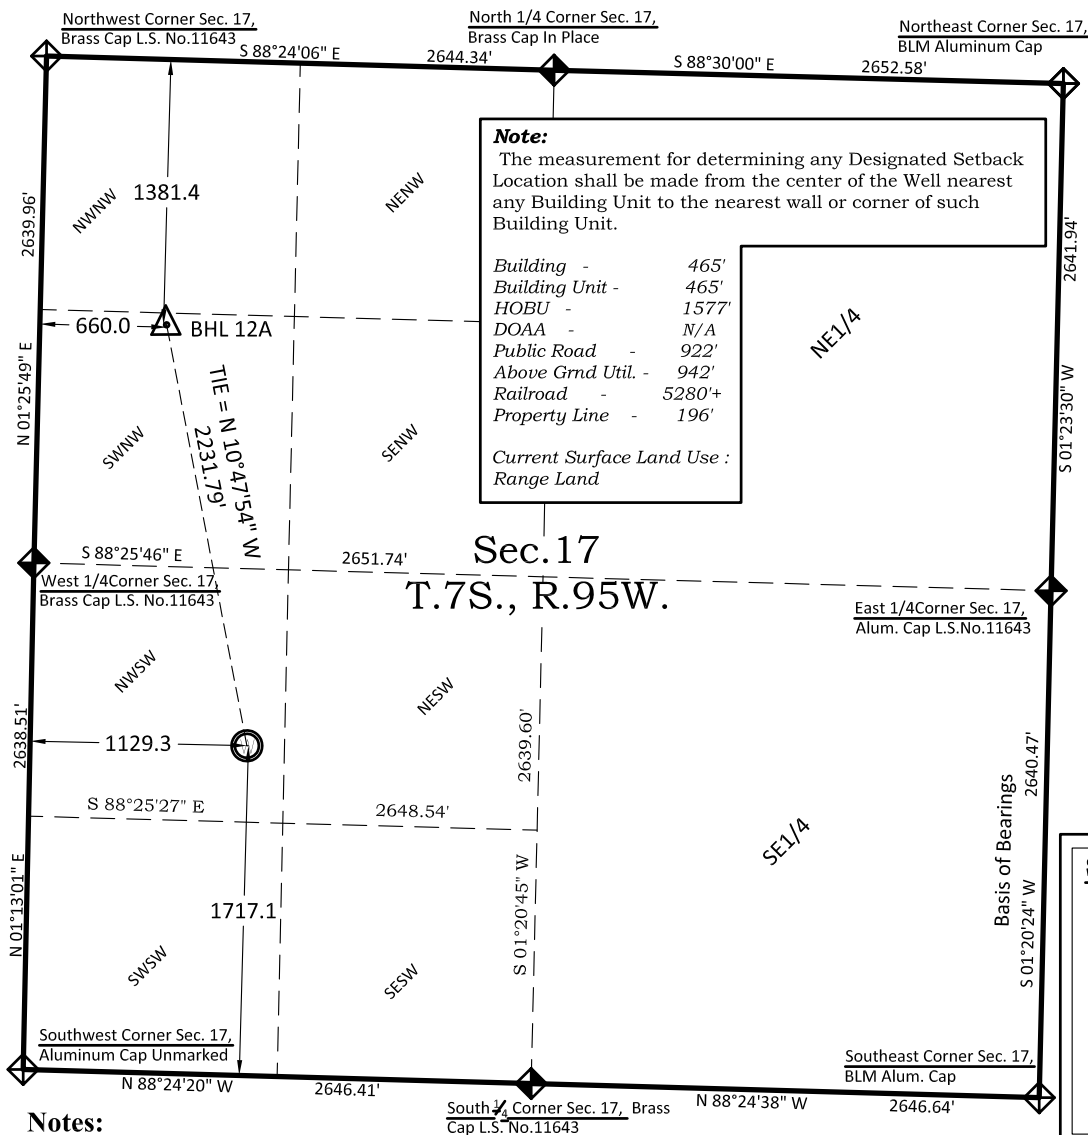 Northwest Corner Sec. 17,
Brass Cap L.S. No.11643
North 1/4 Corner Sec. 17,
Brass Cap In Place
Northeast Corner Sec. 17,
BLM Aluminum Cap
S 88°24'06" E
2644.34'
S 88°30'00" E
2652.58'
Note:
The measurement for determining any Designated Setback
Location shall be made from the center of the Well nearest
any Building Unit to the nearest wall or corner of such
Building Unit.
Building - 465'
Building Unit - 465'
HOBU - 1577'
DOAA - N/A
Public Road - 922'
Above Grnd Util. - 942'
Railroad - 5280'+
Property Line - 196'
Current Surface Land Use :
Range Land
2639.96'
NWNW
1381.4
NENW
2641.94'
660.0
BHL 12A
NE1/4
N 01°25'49" E
TIE = N 10°47'54" W
2231.79'
SWNW
SENW
S 01°23'30" W
S 88°25'46" E
2651.74'
Sec.17
T.7S., R.95W.
West 1/4Corner Sec. 17,
Brass Cap L.S. No.11643
East 1/4Corner Sec. 17,
Alum. Cap L.S.No.11643
NWSW
NESW
2638.51'
1129.3
2639.60'
2640.47'
Basis of Bearings
S 88°25'27" E
2648.54'
SE1/4
N 01°13'01" E
1717.1
S 01°20'45" W
S 01°20'24" W
SWSW
SESW
Southwest Corner Sec. 17,
Aluminum Cap Unmarked
Southeast Corner Sec. 17,
BLM Alum. Cap
N 88°24'20" W
2646.41'
N 88°24'38" W
2646.64'
South 1/4 Corner Sec. 17, Brass
Cap L.S. No.11643
Notes: